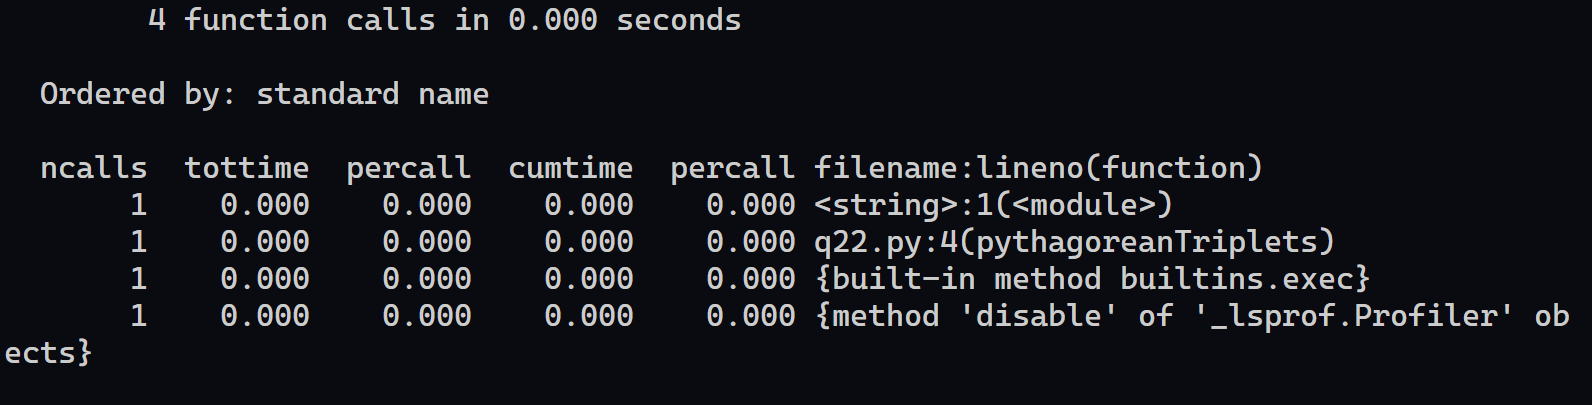 4 function calls in 0.000 seconds
Ordered by: standard name
ncalls  tottime  percall  cumtime  percall filename:lineno(function)
1    0.000    0.000    0.000    0.000 <string>:1(<module>)
1    0.000    0.000    0.000    0.000 q22.py:4(pythagoreanTriplets)
1    0.000    0.000    0.000    0.000 {built-in method builtins.exec}
1    0.000    0.000    0.000    0.000 {method 'disable' of '_lsprof.Profiler' ob
ects}